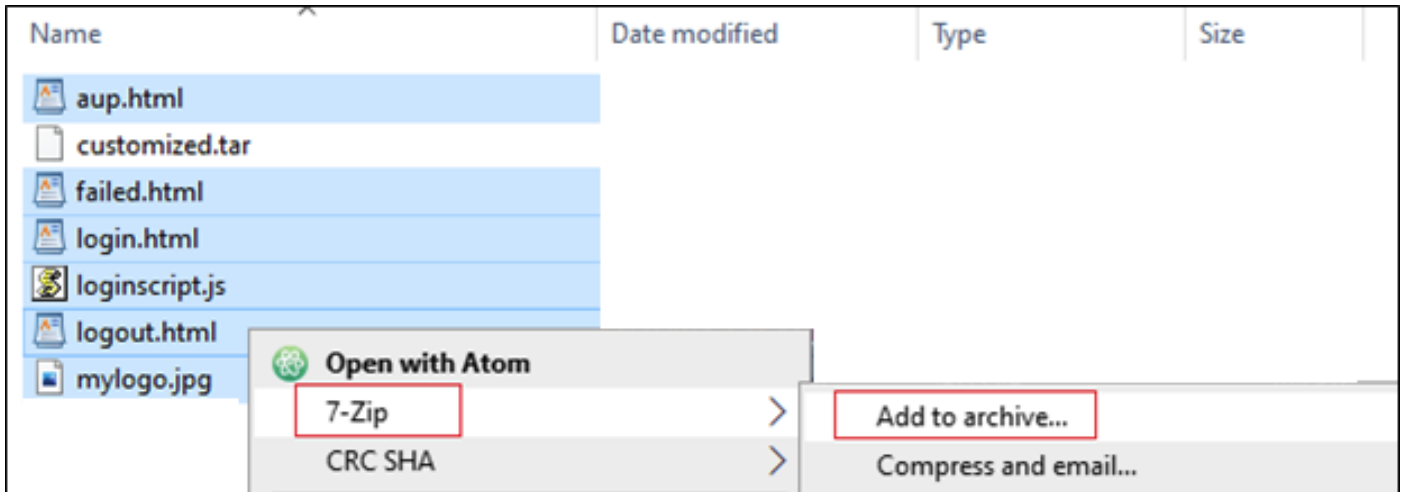 Name Date modified Type Size
aup.html
customized.tar
failed.html
login.html
loginscript.js
logout.html
mylogo.jpg
Open with Atom
7-Zip
Add to archive...
CRC SHA
Compress and email...